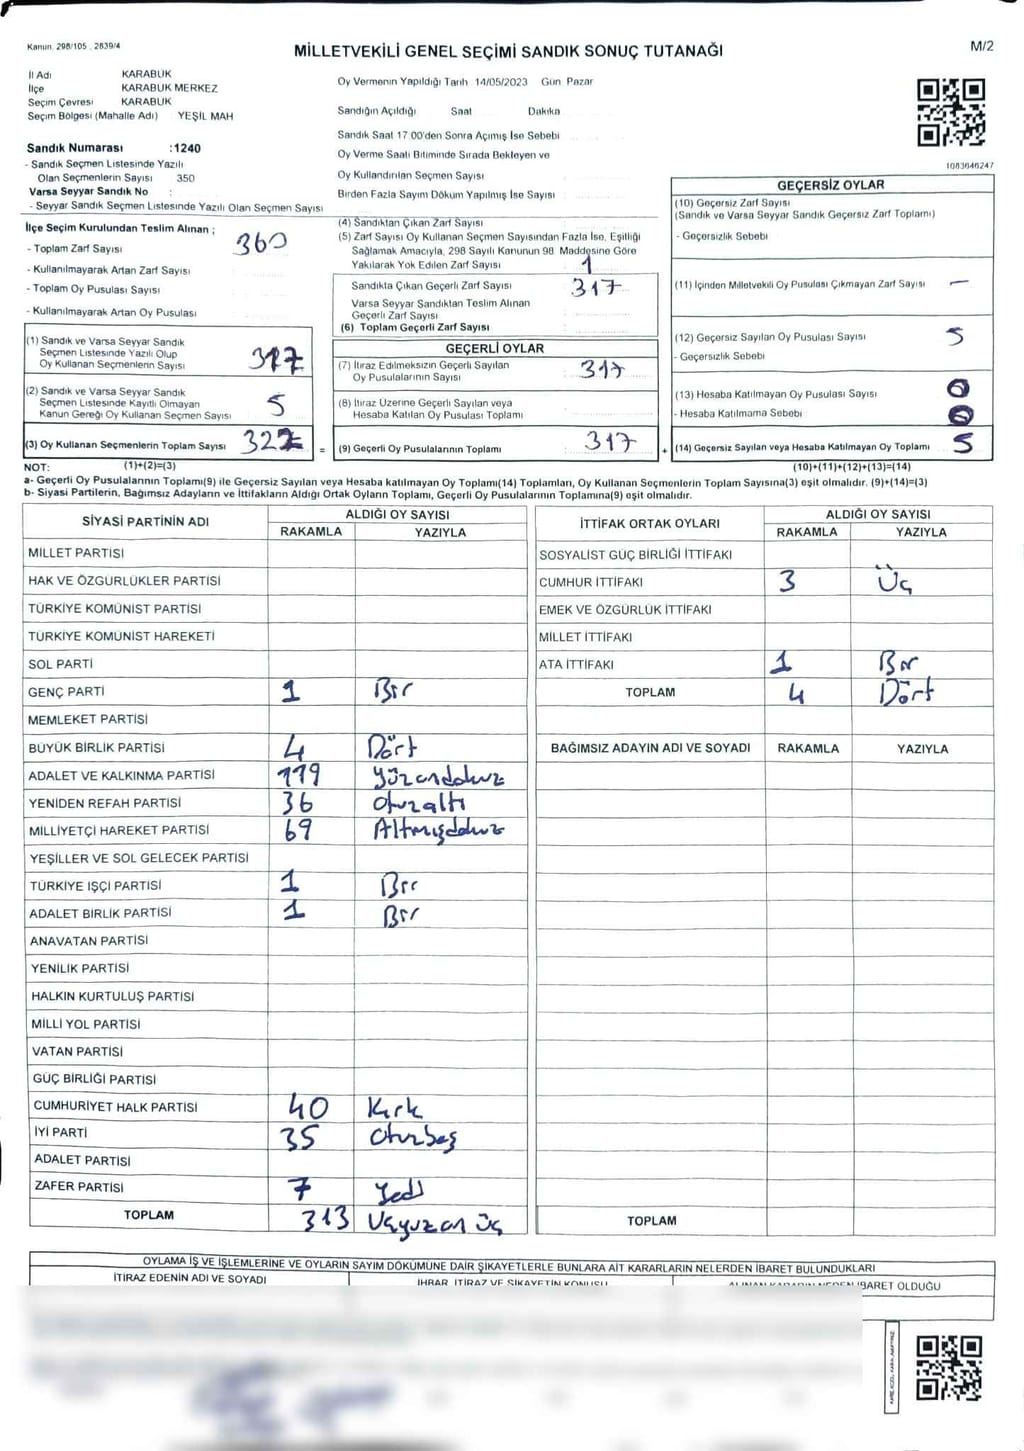 Kanun. 298/105 , 2839/4
MİLLETVEKİLİ GENEL SEÇİMİ SANDIK SONUÇ TUTANAĞI
M/2
İl Adı KARABUK
İlçe KARABUK MERKEZ
Seçim Çevresi KARABUK
Seçim Bölgesi (Mahalle Adı) YEŞİL MAH
Oy Vermenin Yapıldığı Tarih 14/05/2023 Gün Pazar
Sandığın Açıldığı Saat Dakika
Sandık Saat 17 00'den Sonra Açımış İse Sebebi
Oy Verme Saati Bitiminde Sırada Bekleyen ve
Oy Kullandırılan Seçmen Sayısı
Birden Fazla Sayım Döküm Yapılmış İse Sayısı
1083646247
Sandık Numarası :1240
- Sandık Seçmen Listesinde Yazılı
Olan Seçmenlerin Sayısı 350
Varsa Seyyar Sandık No :
- Seyyar Sandık Seçmen Listesinde Yazılı Olan Seçmen Sayısı
İlçe Seçim Kurulundan Teslim Alınan ;
- Toplam Zarf Sayısı 360
- Kullanılmayarak Artan Zarf Sayısı
- Toplam Oy Pusulası Sayısı
- Kullanılmayarak Artan Oy Pusulası
(1) Sandık ve Varsa Seyyar Sandık
Seçmen Listesinde Yazılı Olup
Oy Kullanan Seçmenlerin Sayısı 317
(2) Sandık ve Varsa Seyyar Sandık
Seçmen Listesinde Kayıtlı Olmayan
Kanun Gereği Oy Kullanan Seçmen Sayısı 5
(3) Oy Kullanan Seçmenlerin Toplam Sayısı 322 =
(4) Sandıktan Çıkan Zarf Sayısı
(5) Zarf Sayısı Oy Kullanan Seçmen Sayısından Fazla İse, Eşitliği
Sağlamak Amacıyla, 298 Sayılı Kanunun 98. Maddesine Göre
Yakılarak Yok Edilen Zarf Sayısı 1
Sandıkta Çıkan Geçerli Zarf Sayısı 317
Varsa Seyyar Sandıktan Teslim Alınan
Geçerli Zarf Sayısı
(6) Toplam Geçerli Zarf Sayısı
GEÇERLİ OYLAR
(7) İtiraz Edilmeksizin Geçerli Sayılan
Oy Pusulalarının Sayısı 317
(8) İtiraz Üzerine Geçerli Sayılan veya
Hesaba Katılan Oy Pusulası Toplamı
(9) Geçerli Oy Pusulalarının Toplamı 317 +
GEÇERSİZ OYLAR
(10) Geçersiz Zarf Sayısı
(Sandık ve Varsa Seyyar Sandık Geçersiz Zarf Toplamı)
- Geçersizlik Sebebi
(11) İçinden Milletvekili Oy Pusulası Çıkmayan Zarf Sayısı —
(12) Geçersiz Sayılan Oy Pusulası Sayısı 5
- Geçersizlik Sebebi
(13) Hesaba Katılmayan Oy Pusulası Sayısı 0
- Hesaba Katılmama Sebebi 0
(14) Geçersiz Sayılan veya Hesaba Katılmayan Oy Toplamı 5
NOT: (1)+(2)=(3) (10)+(11)+(12)+(13)=(14)
a- Geçerli Oy Pusulalarının Toplamı(9) ile Geçersiz Sayılan veya Hesaba katılmayan Oy Toplamı(14) Toplamları, Oy Kullanan Seçmenlerin Toplam Sayısına(3) eşit olmalıdır. (9)+(14)=(3)
b- Siyasi Partilerin, Bağımsız Adayların ve İttifakların Aldığı Ortak Oyların Toplamı, Geçerli Oy Pusulalarının Toplamına(9) eşit olmalıdır.
SİYASİ PARTİNİN ADI ALDIĞI OY SAYISI
RAKAMLA YAZIYLA
MİLLET PARTİSİ
HAK VE ÖZGÜRLÜKLER PARTİSİ
TÜRKİYE KOMÜNİST PARTİSİ
TÜRKİYE KOMÜNİST HAREKETİ
SOL PARTİ
GENÇ PARTİ 1 Bir
MEMLEKET PARTİSİ
BÜYÜK BİRLİK PARTİSİ 4 Dört
ADALET VE KALKINMA PARTİSİ 119 Yüzondokuz
YENİDEN REFAH PARTİSİ 36 Otuzaltı
MİLLİYETÇİ HAREKET PARTİSİ 69 Altmışdokuz
YEŞİLLER VE SOL GELECEK PARTİSİ
TÜRKİYE İŞÇİ PARTİSİ 1 Bir
ADALET BİRLİK PARTİSİ 1 Bir
ANAVATAN PARTİSİ
YENİLİK PARTİSİ
HALKIN KURTULUŞ PARTİSİ
MİLLİ YOL PARTİSİ
VATAN PARTİSİ
GÜÇ BİRLİĞİ PARTİSİ
CUMHURİYET HALK PARTİSİ 40 Kırk
İYİ PARTİ 35 Otuzbeş
ADALET PARTİSİ
ZAFER PARTİSİ 7 Yedi
TOPLAM 313 Üçyüzon üç
İTTİFAK ORTAK OYLARI ALDIĞI OY SAYISI
RAKAMLA YAZIYLA
SOSYALİST GÜÇ BİRLİĞİ İTTİFAKI
CUMHUR İTTİFAKI 3 Üç
EMEK VE ÖZGÜRLÜK İTTİFAKI
MİLLET İTTİFAKI
ATA İTTİFAKI 1 Bir
TOPLAM 4 Dört
BAĞIMSIZ ADAYIN ADI VE SOYADI RAKAMLA YAZIYLA
TOPLAM
OYLAMA İŞ VE İŞLEMLERİNE VE OYLARIN SAYIM DÖKÜMÜNE DAİR ŞİKAYETLERLE BUNLARA AİT KARARLARIN NELERDEN İBARET BULUNDUKLARI
İTİRAZ EDENİN ADI VE SOYADI İHBAR, İTİRAZ VE ŞİKAYETİN KONUSU ALINAN KARARIN NEDEN İBARET OLDUĞU